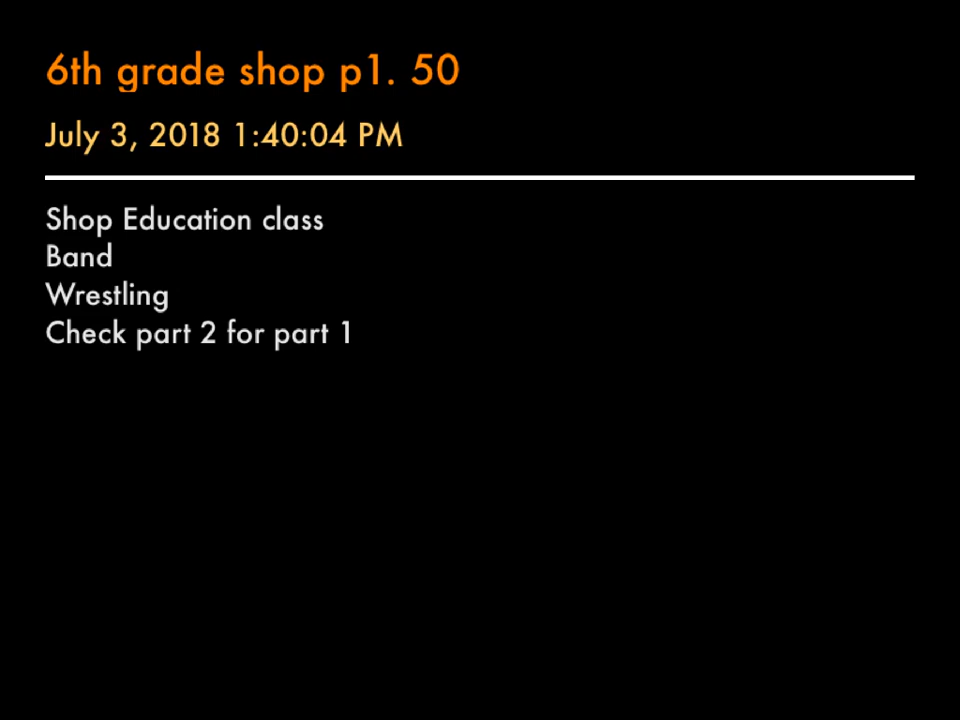 6th grade shop p1. 50
July 3, 2018 1:40:04 PM
Shop Education class
Band
Wrestling
Check part 2 for part 1